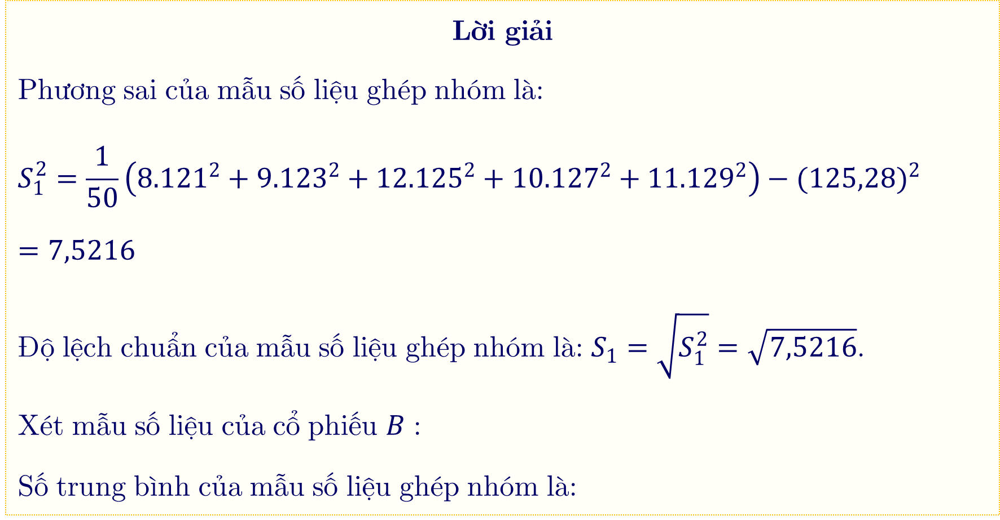 Lời giải
Phương sai của mẫu số liệu ghép nhóm là:
$S_1^2 = \frac{1}{50}\left(8.121^2 + 9.123^2 + 12.125^2 + 10.127^2 + 11.129^2\right) - (125,28)^2$
$= 7,5216$
Độ lệch chuẩn của mẫu số liệu ghép nhóm là: $S_1 = \sqrt{S_1^2} = \sqrt{7,5216}$.
Xét mẫu số liệu của cổ phiếu $B$ :
Số trung bình của mẫu số liệu ghép nhóm là: